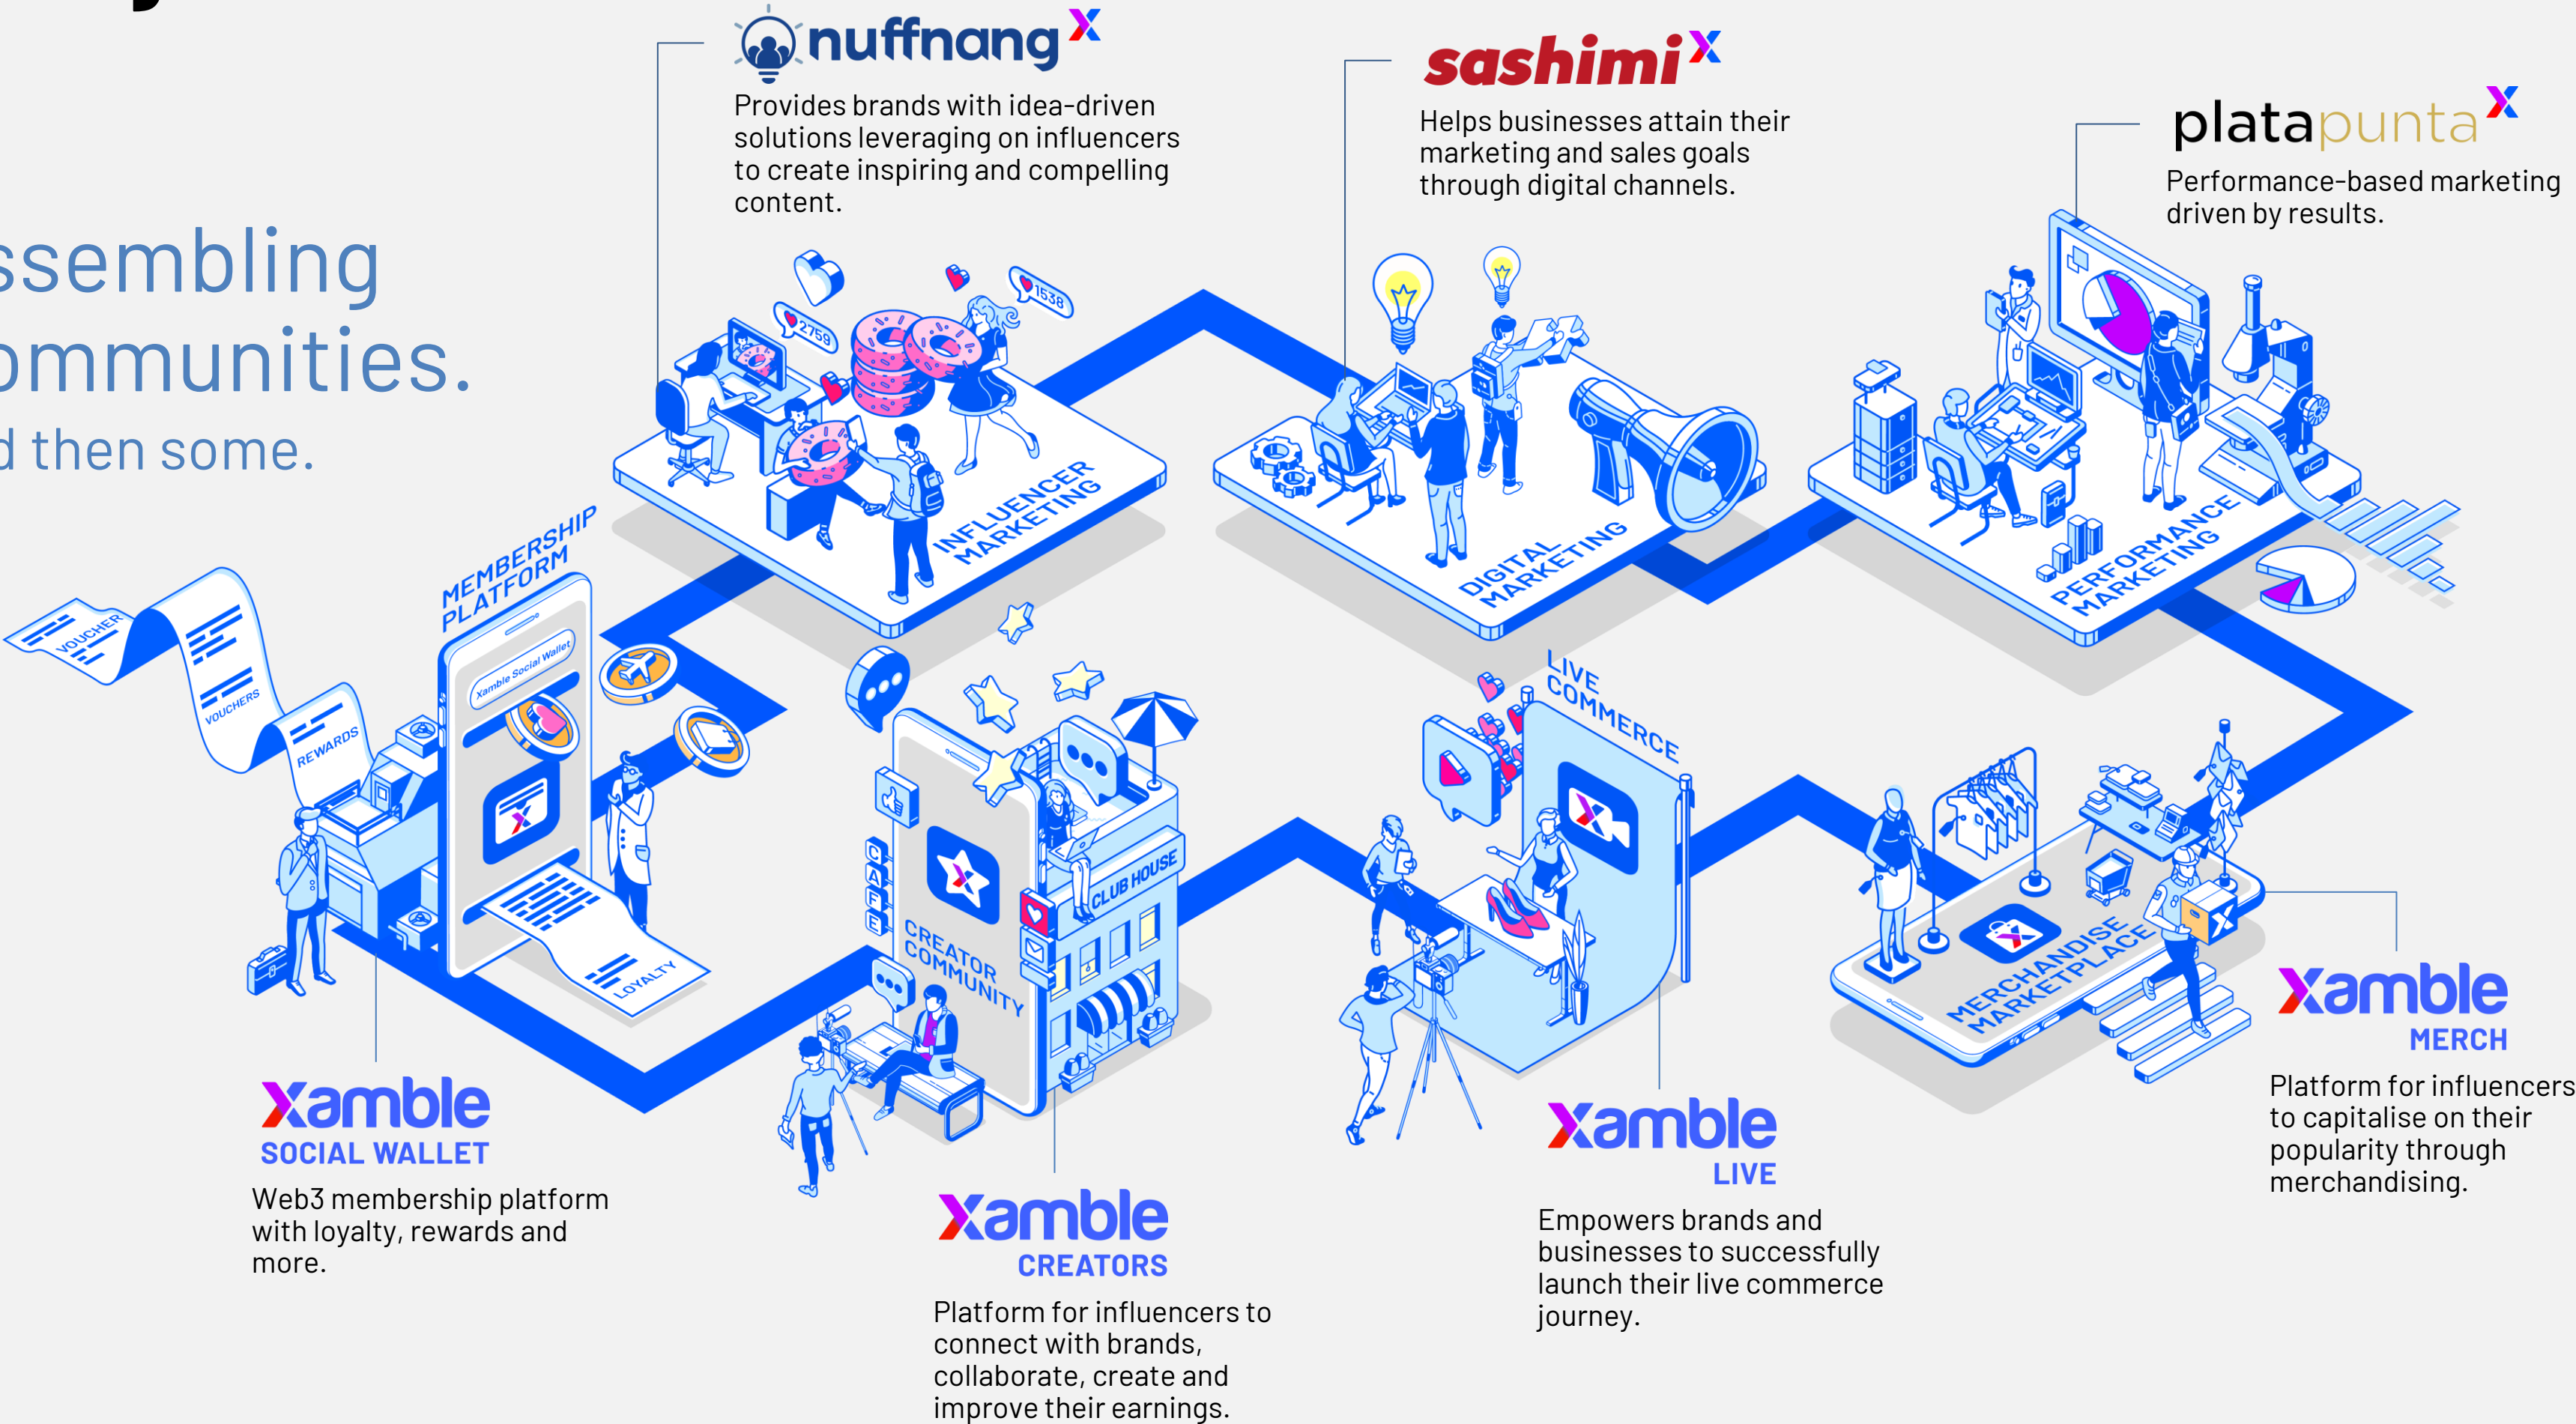 nuffnang
Provides brands with idea-driven
solutions leveraging on influencers
to create inspiring and compelling
content.
sashimi
Helps businesses attain their
marketing and sales goals
through digital channels.
platapunta
Performance-based marketing
driven by results.
ssembling
ommunities.
d then some.
2759
1538
INFLUENCER
MARKETING
DIGITAL
MARKETING
PERFORMANCE
MARKETING
MEMBERSHIP
PLATFORM
Xamble Social Wallet
VOUCHER
VOUCHERS
REWARDS
LOYALTY
CAFE
CREATOR
COMMUNITY
CLUB HOUSE
LIVE
COMMERCE
MERCHANDISE
MARKETPLACE
xamble
SOCIAL WALLET
Web3 membership platform
with loyalty, rewards and
more.
xamble
CREATORS
Platform for influencers to
connect with brands,
collaborate, create and
improve their earnings.
xamble
LIVE
Empowers brands and
businesses to successfully
launch their live commerce
journey.
xamble
MERCH
Platform for influencers
to capitalise on their
popularity through
merchandising.